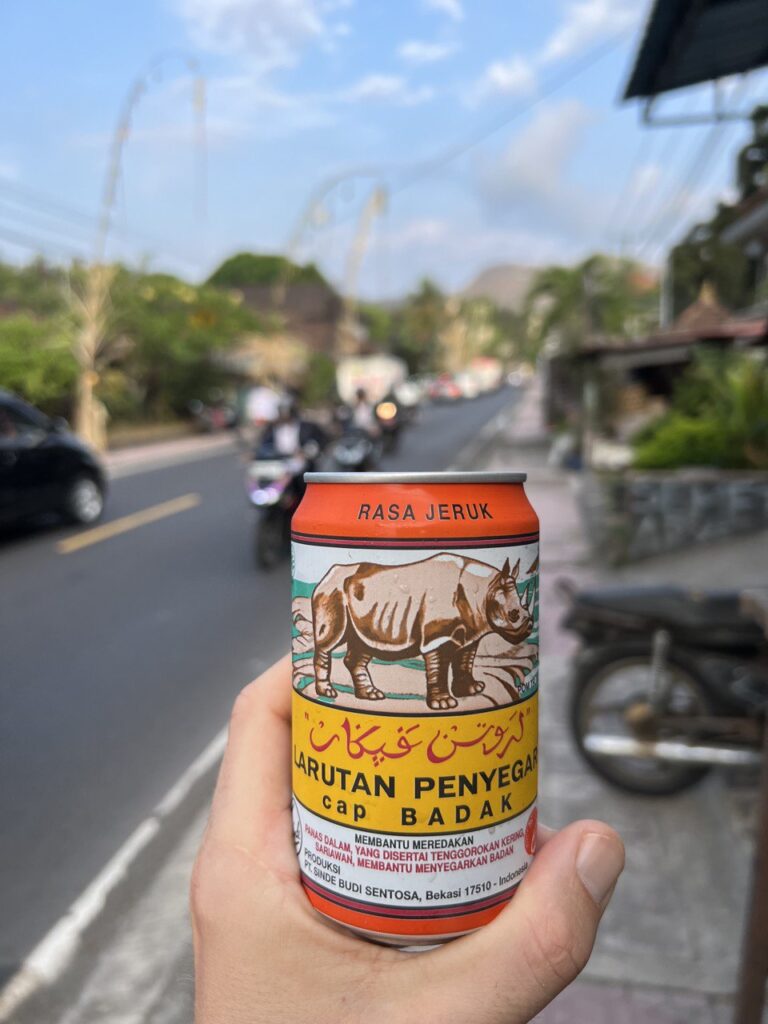 RASA JERUK
POM
LARUTAN PENYEGAR
cap BADAK
MEMBANTU MEREDAKAN
PANAS DALAM, YANG DISERTAI TENGGOROKAN KERING,
SARIAWAN, MEMBANTU MENYEGARKAN BADAN
PRODUKSI
PT. SINDE BUDI SENTOSA, Bekasi 17510 - Indonesia